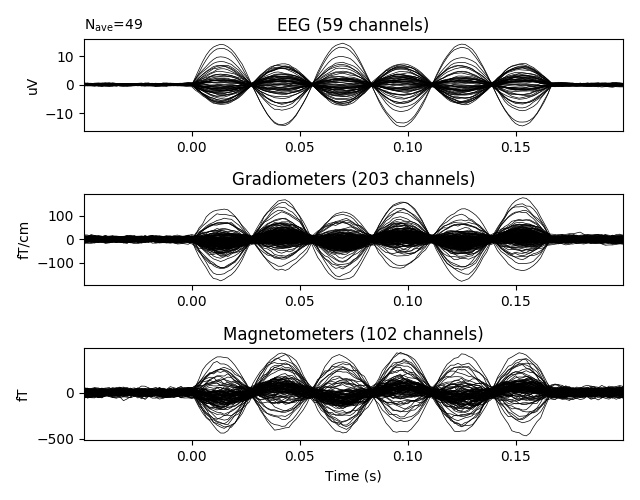 N_ave=49
EEG (59 channels)
10
0
−10
uV
0.00 0.05 0.10 0.15
Gradiometers (203 channels)
100
0
−100
fT/cm
0.00 0.05 0.10 0.15
Magnetometers (102 channels)
0
−500
fT
0.00 0.05 0.10 0.15
Time (s)